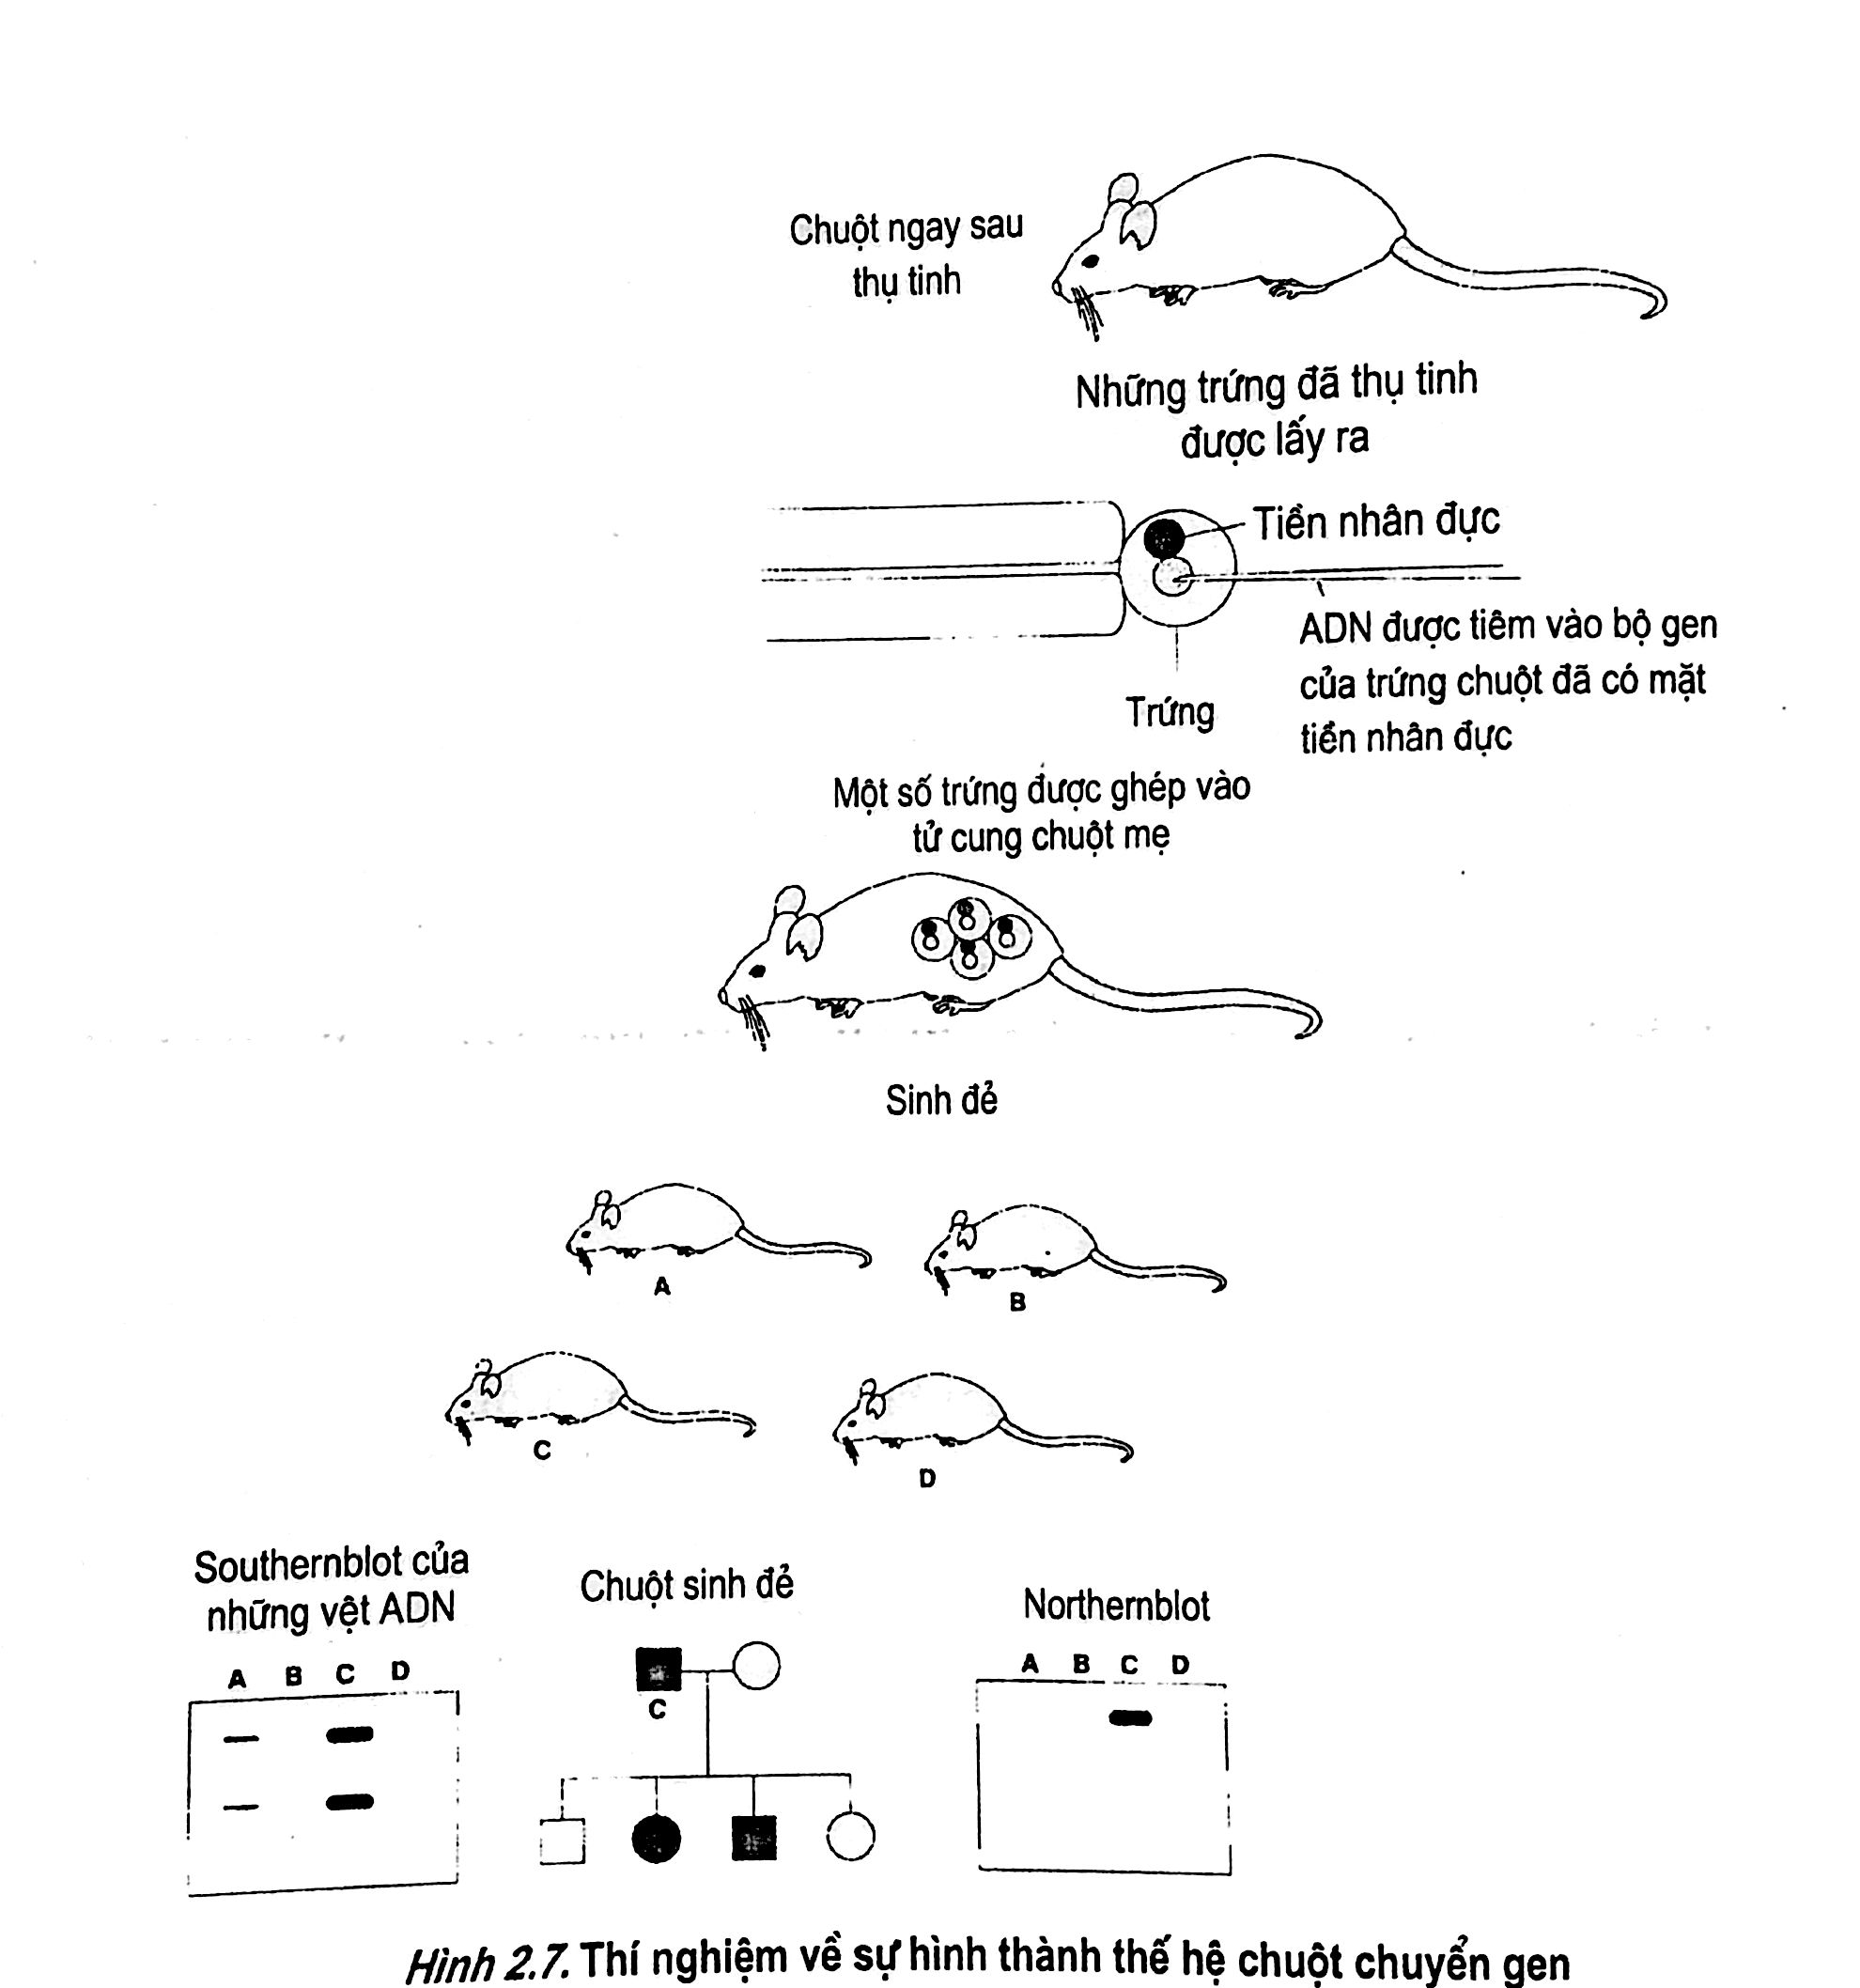 Chuột ngay sau
thụ tinh
Những trứng đã thụ tinh
được lấy ra
Tiền nhân đực
ADN được tiêm vào bộ gen
của trứng chuột đã có mặt
tiền nhân đực
Trứng
Một số trứng được ghép vào
tử cung chuột mẹ
Sinh đẻ
A
B
C
D
Southernblot của
những vệt ADN
A B C D
Chuột sinh đẻ
C
Northernblot
A B C D
Hình 2.7. Thí nghiệm về sự hình thành thế hệ chuột chuyển gen